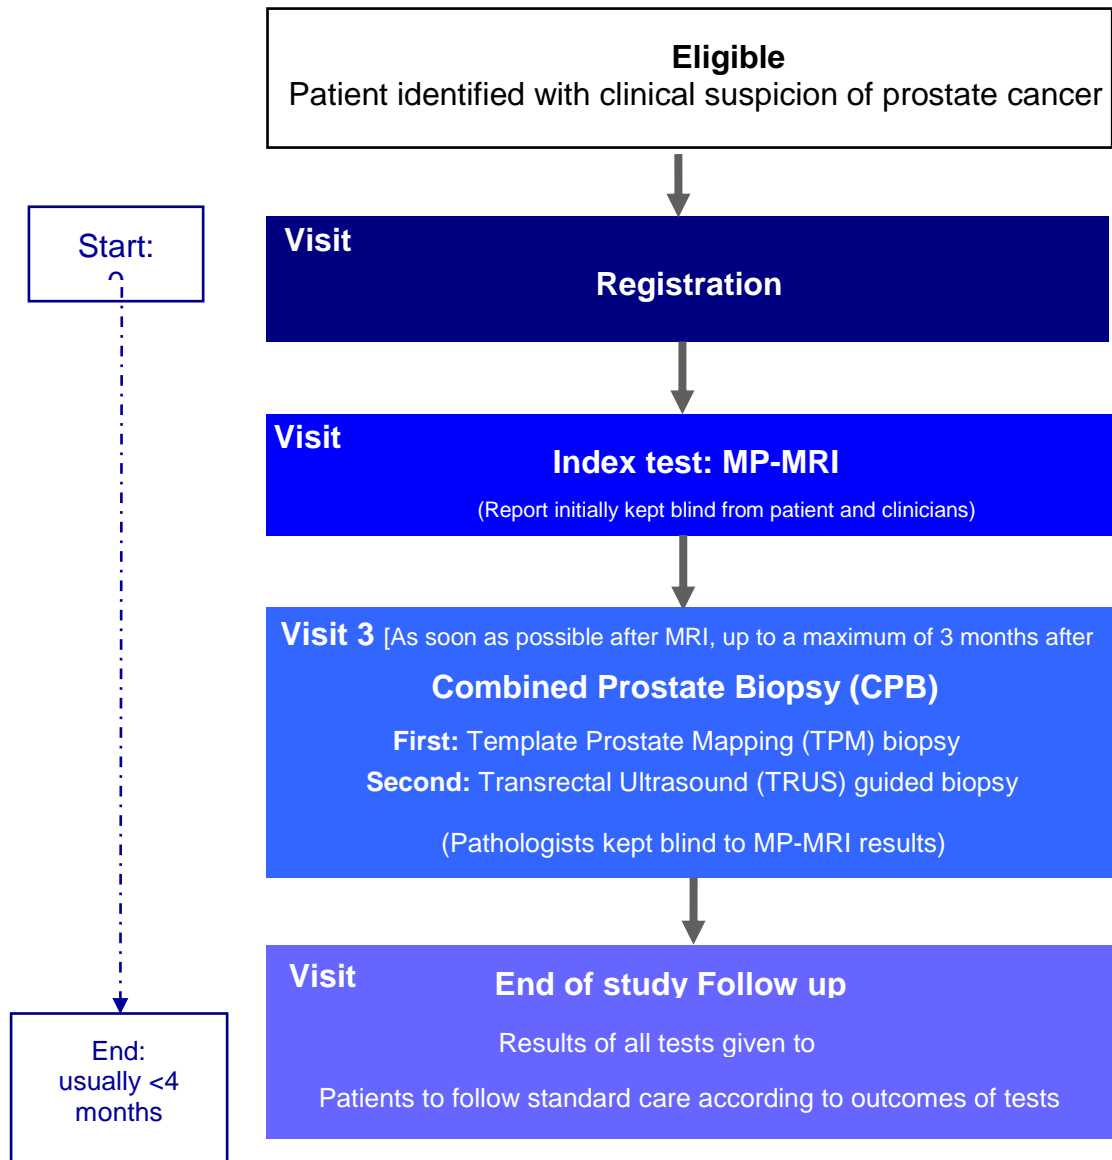 Eligible
Patient identified with clinical suspicion of prostate cancer
Start:
Visit
Registration
Visit
Index test: MP-MRI
(Report initially kept blind from patient and clinicians)
Visit 3 [As soon as possible after MRI, up to a maximum of 3 months after
Combined Prostate Biopsy (CPB)
First: Template Prostate Mapping (TPM) biopsy
Second: Transrectal Ultrasound (TRUS) guided biopsy
(Pathologists kept blind to MP-MRI results)
Visit
End of study Follow up
Results of all tests given to
Patients to follow standard care according to outcomes of tests
End:
usually <4
months